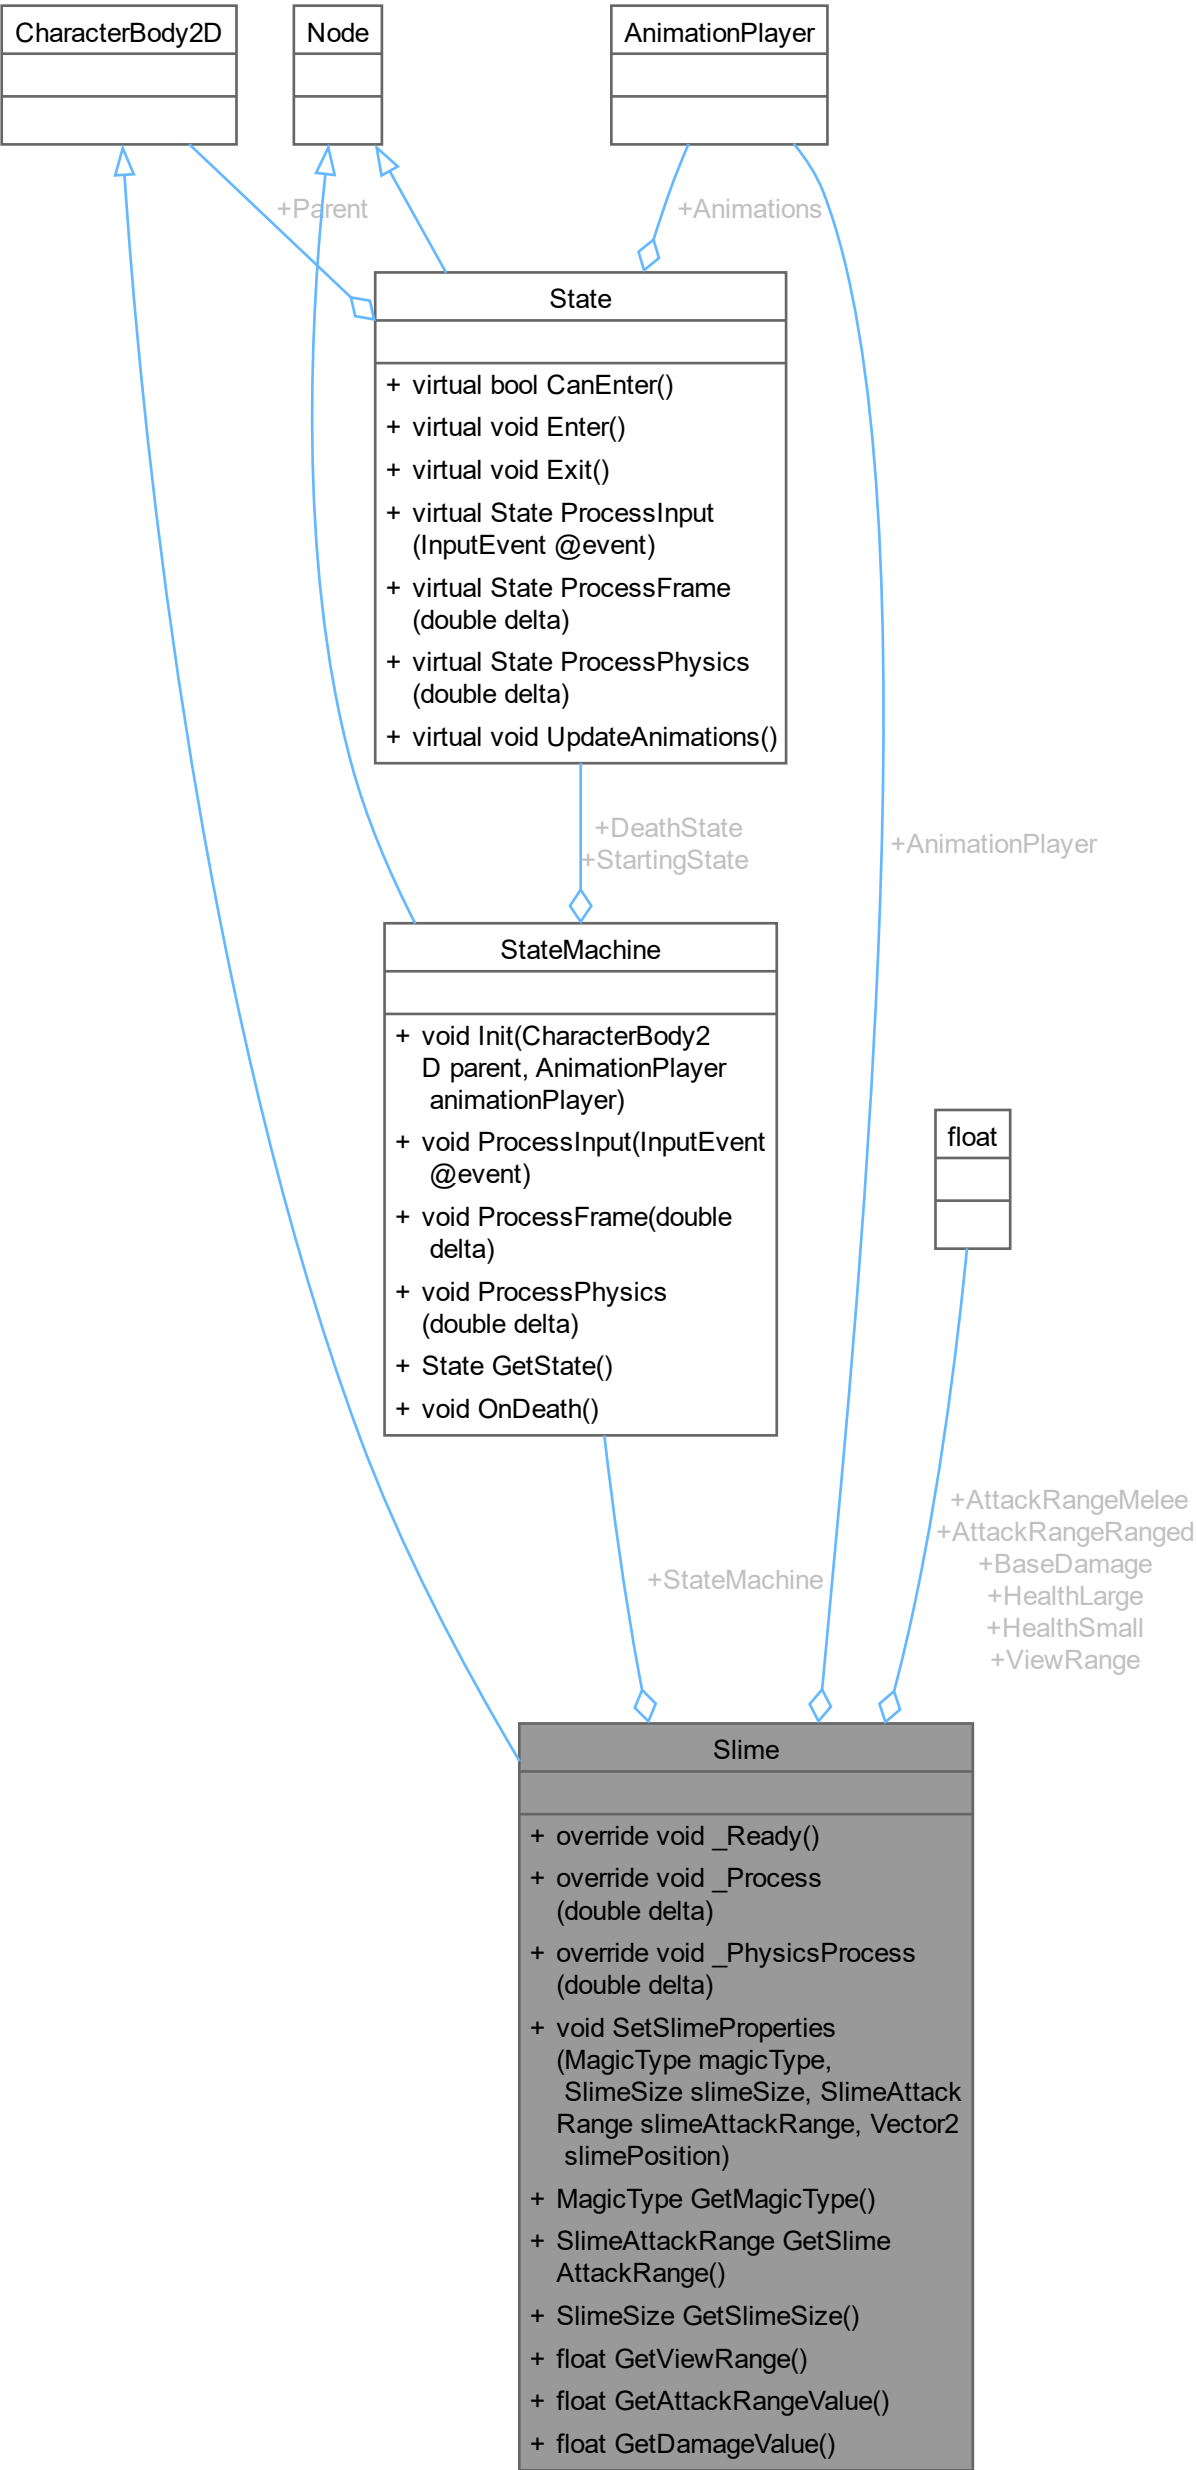 CharacterBody2D
Node
AnimationPlayer
+Parent
+Animations
State
+ virtual bool CanEnter()
+ virtual void Enter()
+ virtual void Exit()
+ virtual State ProcessInput
(InputEvent @event)
+ virtual State ProcessFrame
(double delta)
+ virtual State ProcessPhysics
(double delta)
+ virtual void UpdateAnimations()
+DeathState
+StartingState
+AnimationPlayer
StateMachine
+ void Init(CharacterBody2
D parent, AnimationPlayer
animationPlayer)
+ void ProcessInput(InputEvent
@event)
+ void ProcessFrame(double
delta)
+ void ProcessPhysics
(double delta)
+ State GetState()
+ void OnDeath()
float
+StateMachine
+AttackRangeMelee
+AttackRangeRanged
+BaseDamage
+HealthLarge
+HealthSmall
+ViewRange
Slime
+ override void _Ready()
+ override void _Process
(double delta)
+ override void _PhysicsProcess
(double delta)
+ void SetSlimeProperties
(MagicType magicType,
SlimeSize slimeSize, SlimeAttack
Range slimeAttackRange, Vector2
slimePosition)
+ MagicType GetMagicType()
+ SlimeAttackRange GetSlime
AttackRange()
+ SlimeSize GetSlimeSize()
+ float GetViewRange()
+ float GetAttackRangeValue()
+ float GetDamageValue()